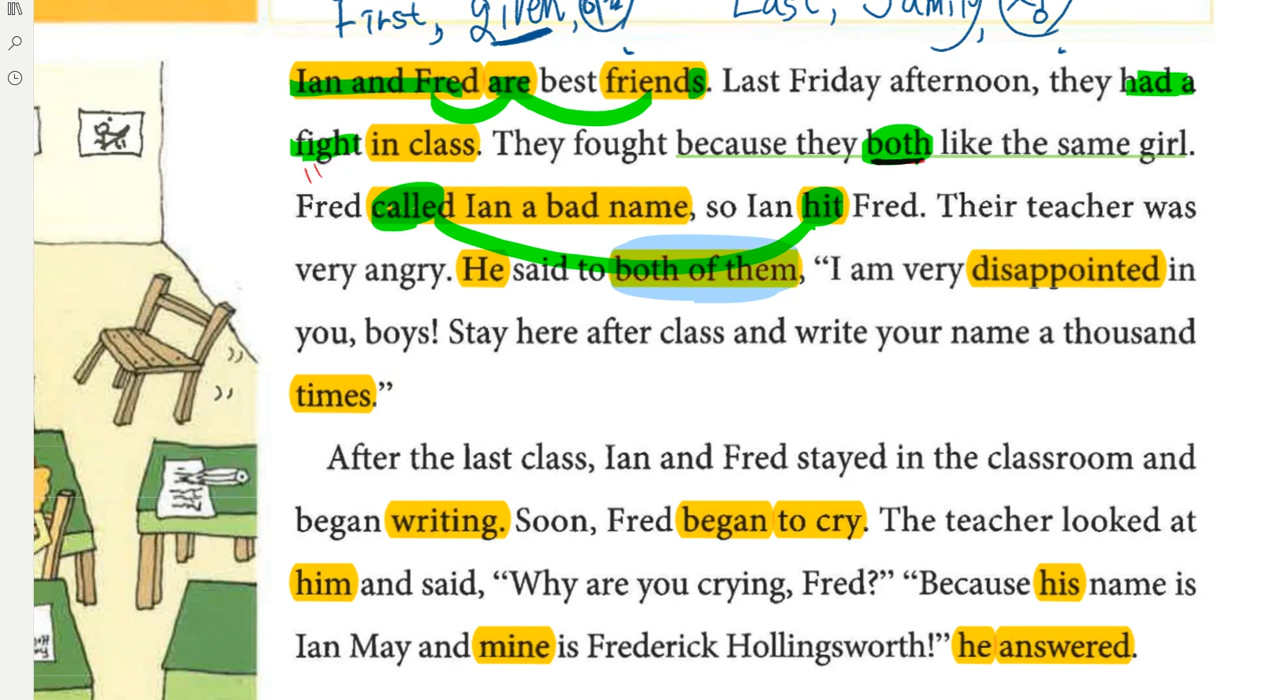 First, given, Last, family,
Ian and Fred are best friends. Last Friday afternoon, they had a
fight in class. They fought because they both like the same girl.
Fred called Ian a bad name, so Ian hit Fred. Their teacher was
very angry. He said to both of them, “I am very disappointed in
you, boys! Stay here after class and write your name a thousand
times.”
After the last class, Ian and Fred stayed in the classroom and
began writing. Soon, Fred began to cry. The teacher looked at
him and said, “Why are you crying, Fred?” “Because his name is
Ian May and mine is Frederick Hollingsworth!” he answered.